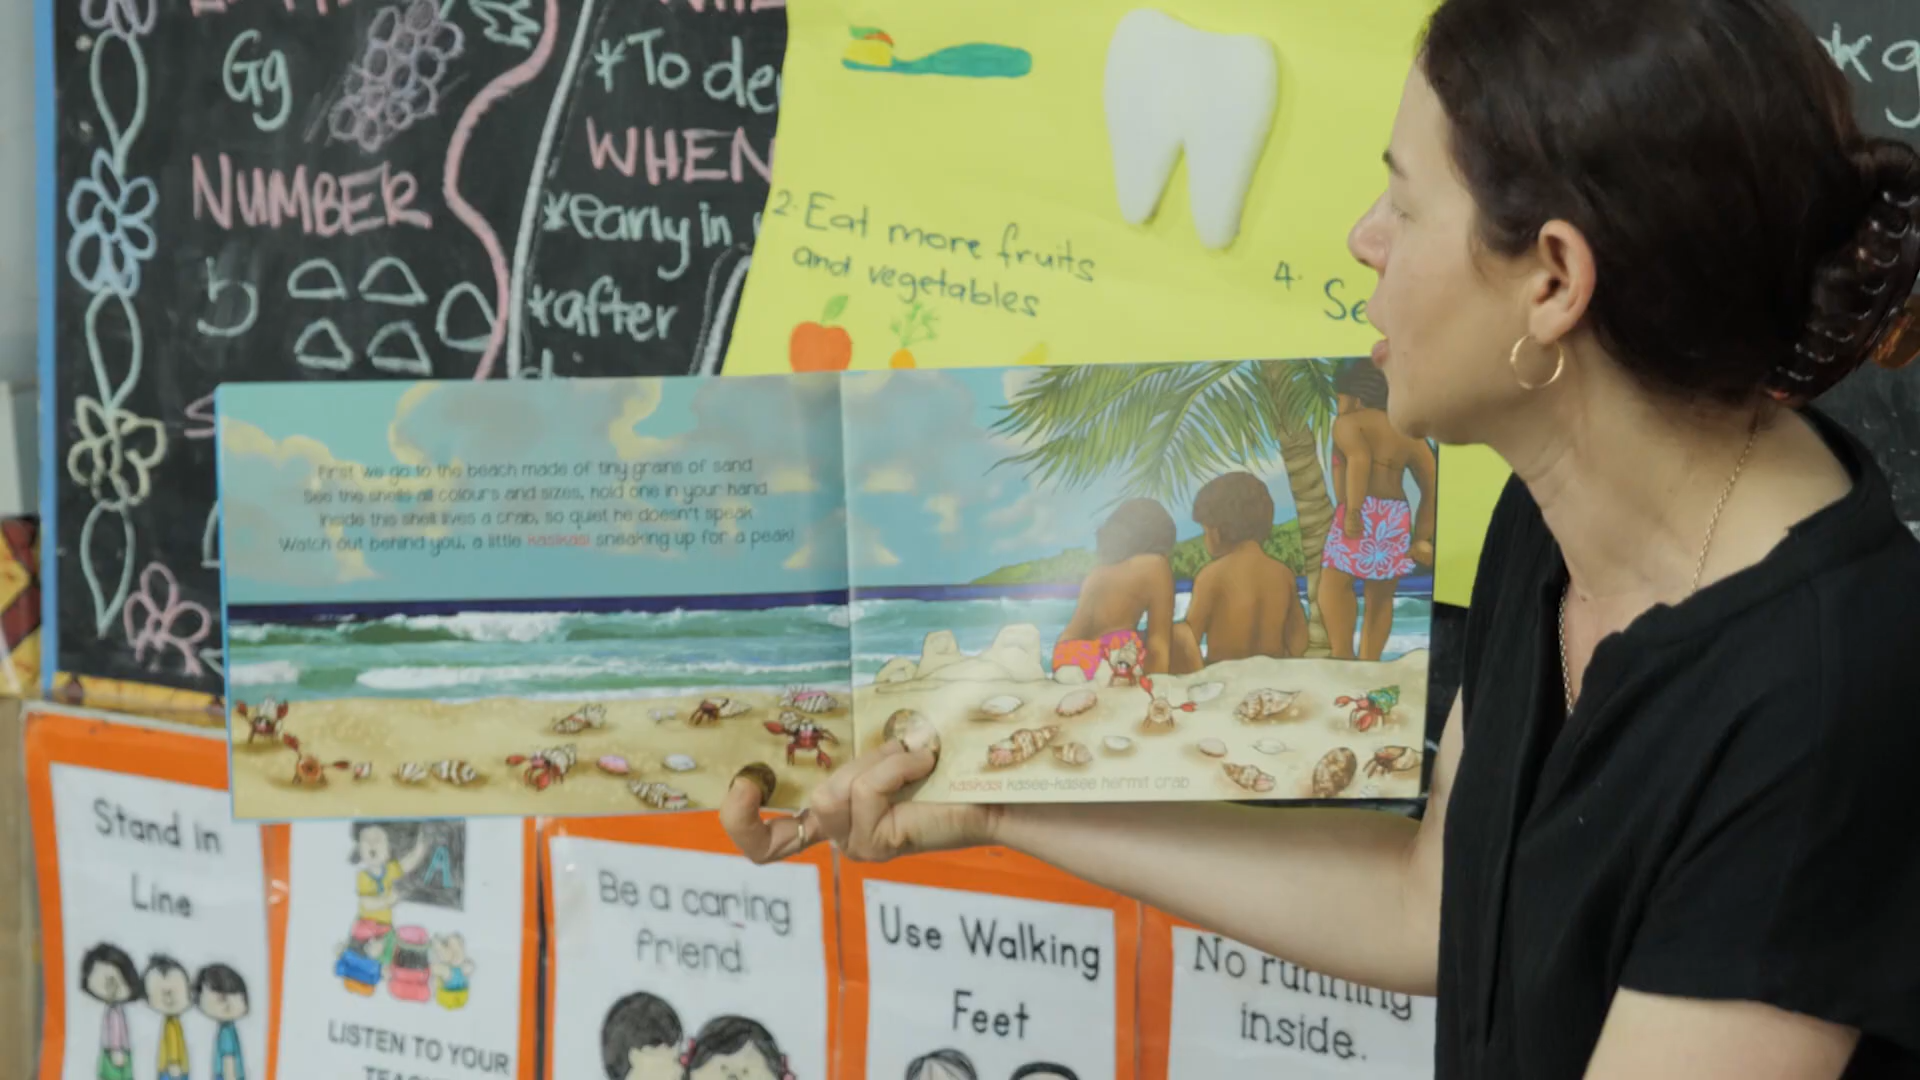 Gg
NUMBER
5
*To de
WHEN
*early in
*after
2. Eat more fruits
and vegetables
4. Se
First we go to the beach made of tiny grains of sand
See the shells all colours and sizes, hold one in your hand
Inside this shell lives a crab, so quiet he doesn't speak
Watch out behind you, a little kasikasi sneaking up for a peak!
kasikasi kasee-kasee hermit crab
Stand in
Line
A
LISTEN TO YOUR
Be a caring
friend.
Use Walking
Feet
No running
inside.